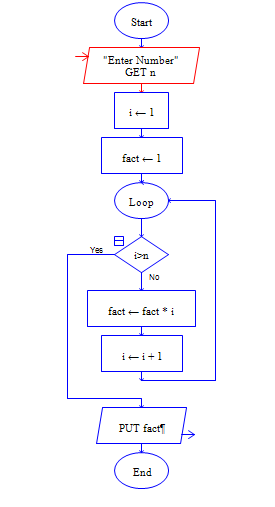 Start
"Enter Number"
GET n
i ← 1
fact ← 1
Loop
i>n
Yes
No
fact ← fact * i
i ← i + 1
PUT fact¶
End